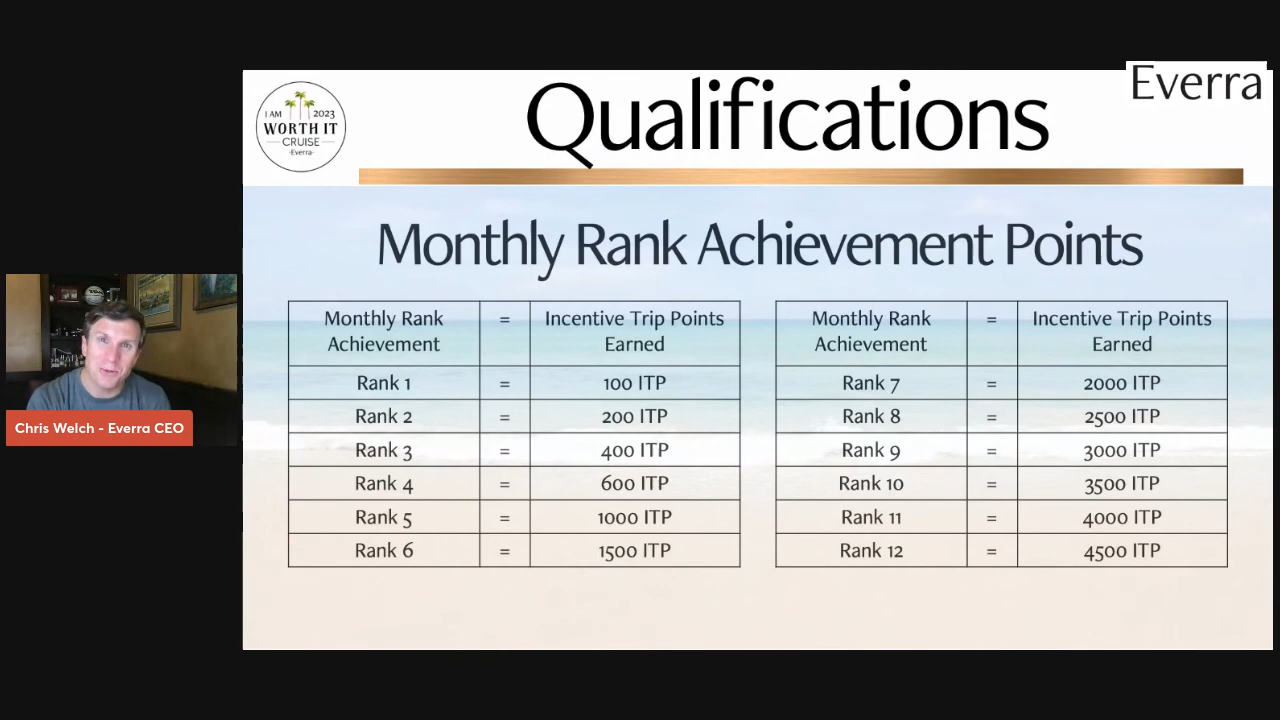 Everra
I AM 2023
WORTH IT
CRUISE
-Everra-
Qualifications
Monthly Rank Achievement Points
Monthly Rank Achievement = Incentive Trip Points Earned
Rank 1 = 100 ITP
Rank 2 = 200 ITP
Rank 3 = 400 ITP
Rank 4 = 600 ITP
Rank 5 = 1000 ITP
Rank 6 = 1500 ITP
Monthly Rank Achievement = Incentive Trip Points Earned
Rank 7 = 2000 ITP
Rank 8 = 2500 ITP
Rank 9 = 3000 ITP
Rank 10 = 3500 ITP
Rank 11 = 4000 ITP
Rank 12 = 4500 ITP
Chris Welch - Everra CEO